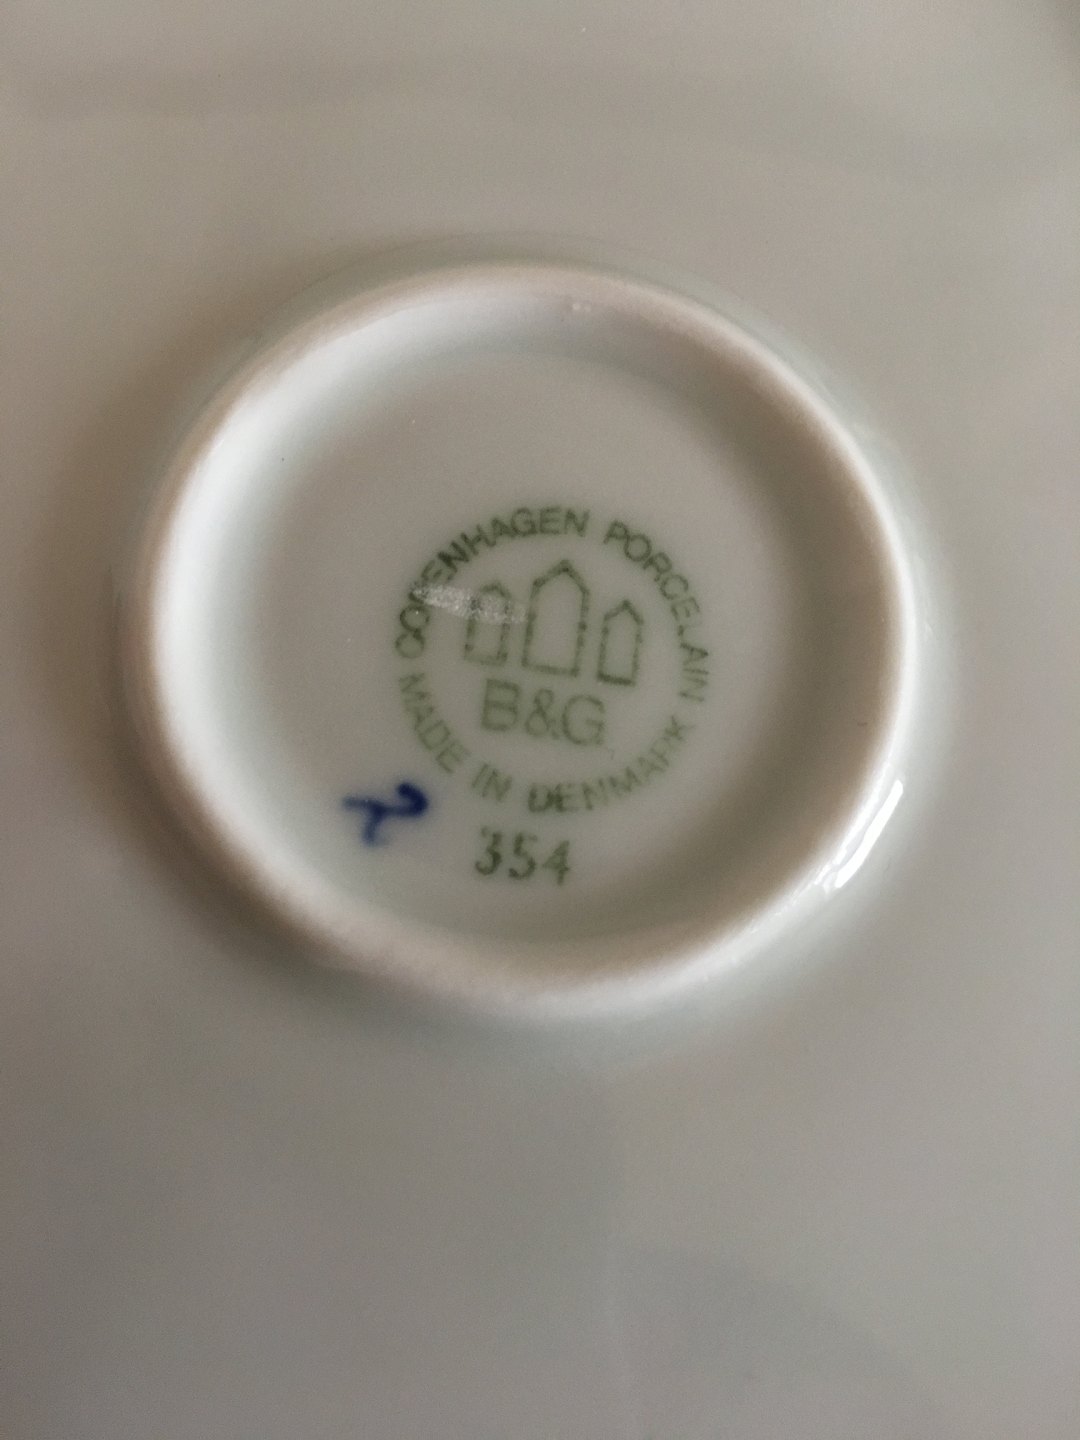 COPENHAGEN PORCELAIN
B&G
MADE IN DENMARK
354